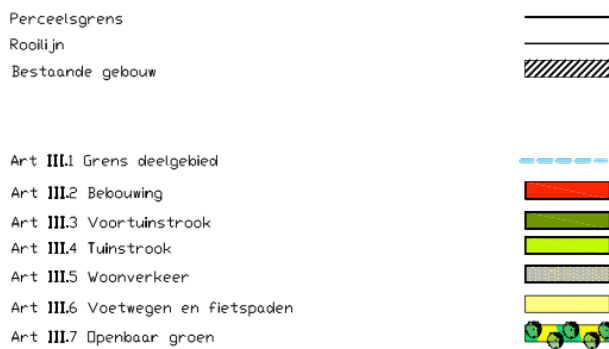 Perceelsgrens
Rooilijn
Bestaande gebouw
Art III.1 Grens deelgebied
Art III.2 Bebouwing
Art III.3 Voortuinstrook
Art III.4 Tuinstrook
Art III.5 Woonverkeer
Art III.6 Voetwegen en fietspaden
Art III.7 Openbaar groen